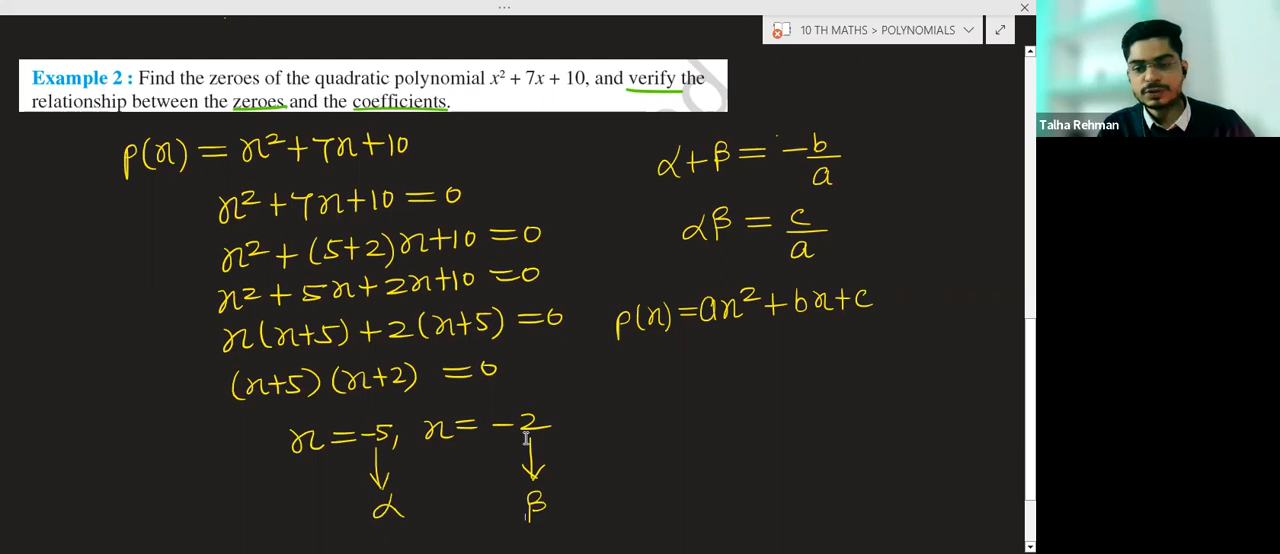 10 TH MATHS > POLYNOMIALS
Talha Rehman
Example 2 : Find the zeroes of the quadratic polynomial x² + 7x + 10, and verify the
relationship between the zeroes and the coefficients.
p(x) = x² + 7x + 10
x² + 7x + 10 = 0
x² + (5+2)x + 10 = 0
x² + 5x + 2x + 10 = 0
x(x+5) + 2(x+5) = 0
(x+5)(x+2) = 0
x = -5, x = -2
α β
α + β = -b/a
αβ = c/a
p(x) = ax² + bx + c